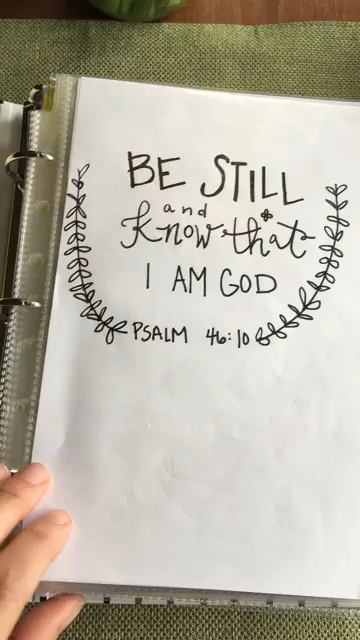 BE STILL
and
know that
I AM GOD
PSALM 46:10